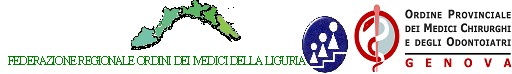 FEDERAZIONE REGIONALE ORDINI DEI MEDICI DELLA LIGURIA
ORDINE PROVINCIALE
DEI MEDICI CHIRURGHI
E DEGLI ODONTOIATRI
GENOVA